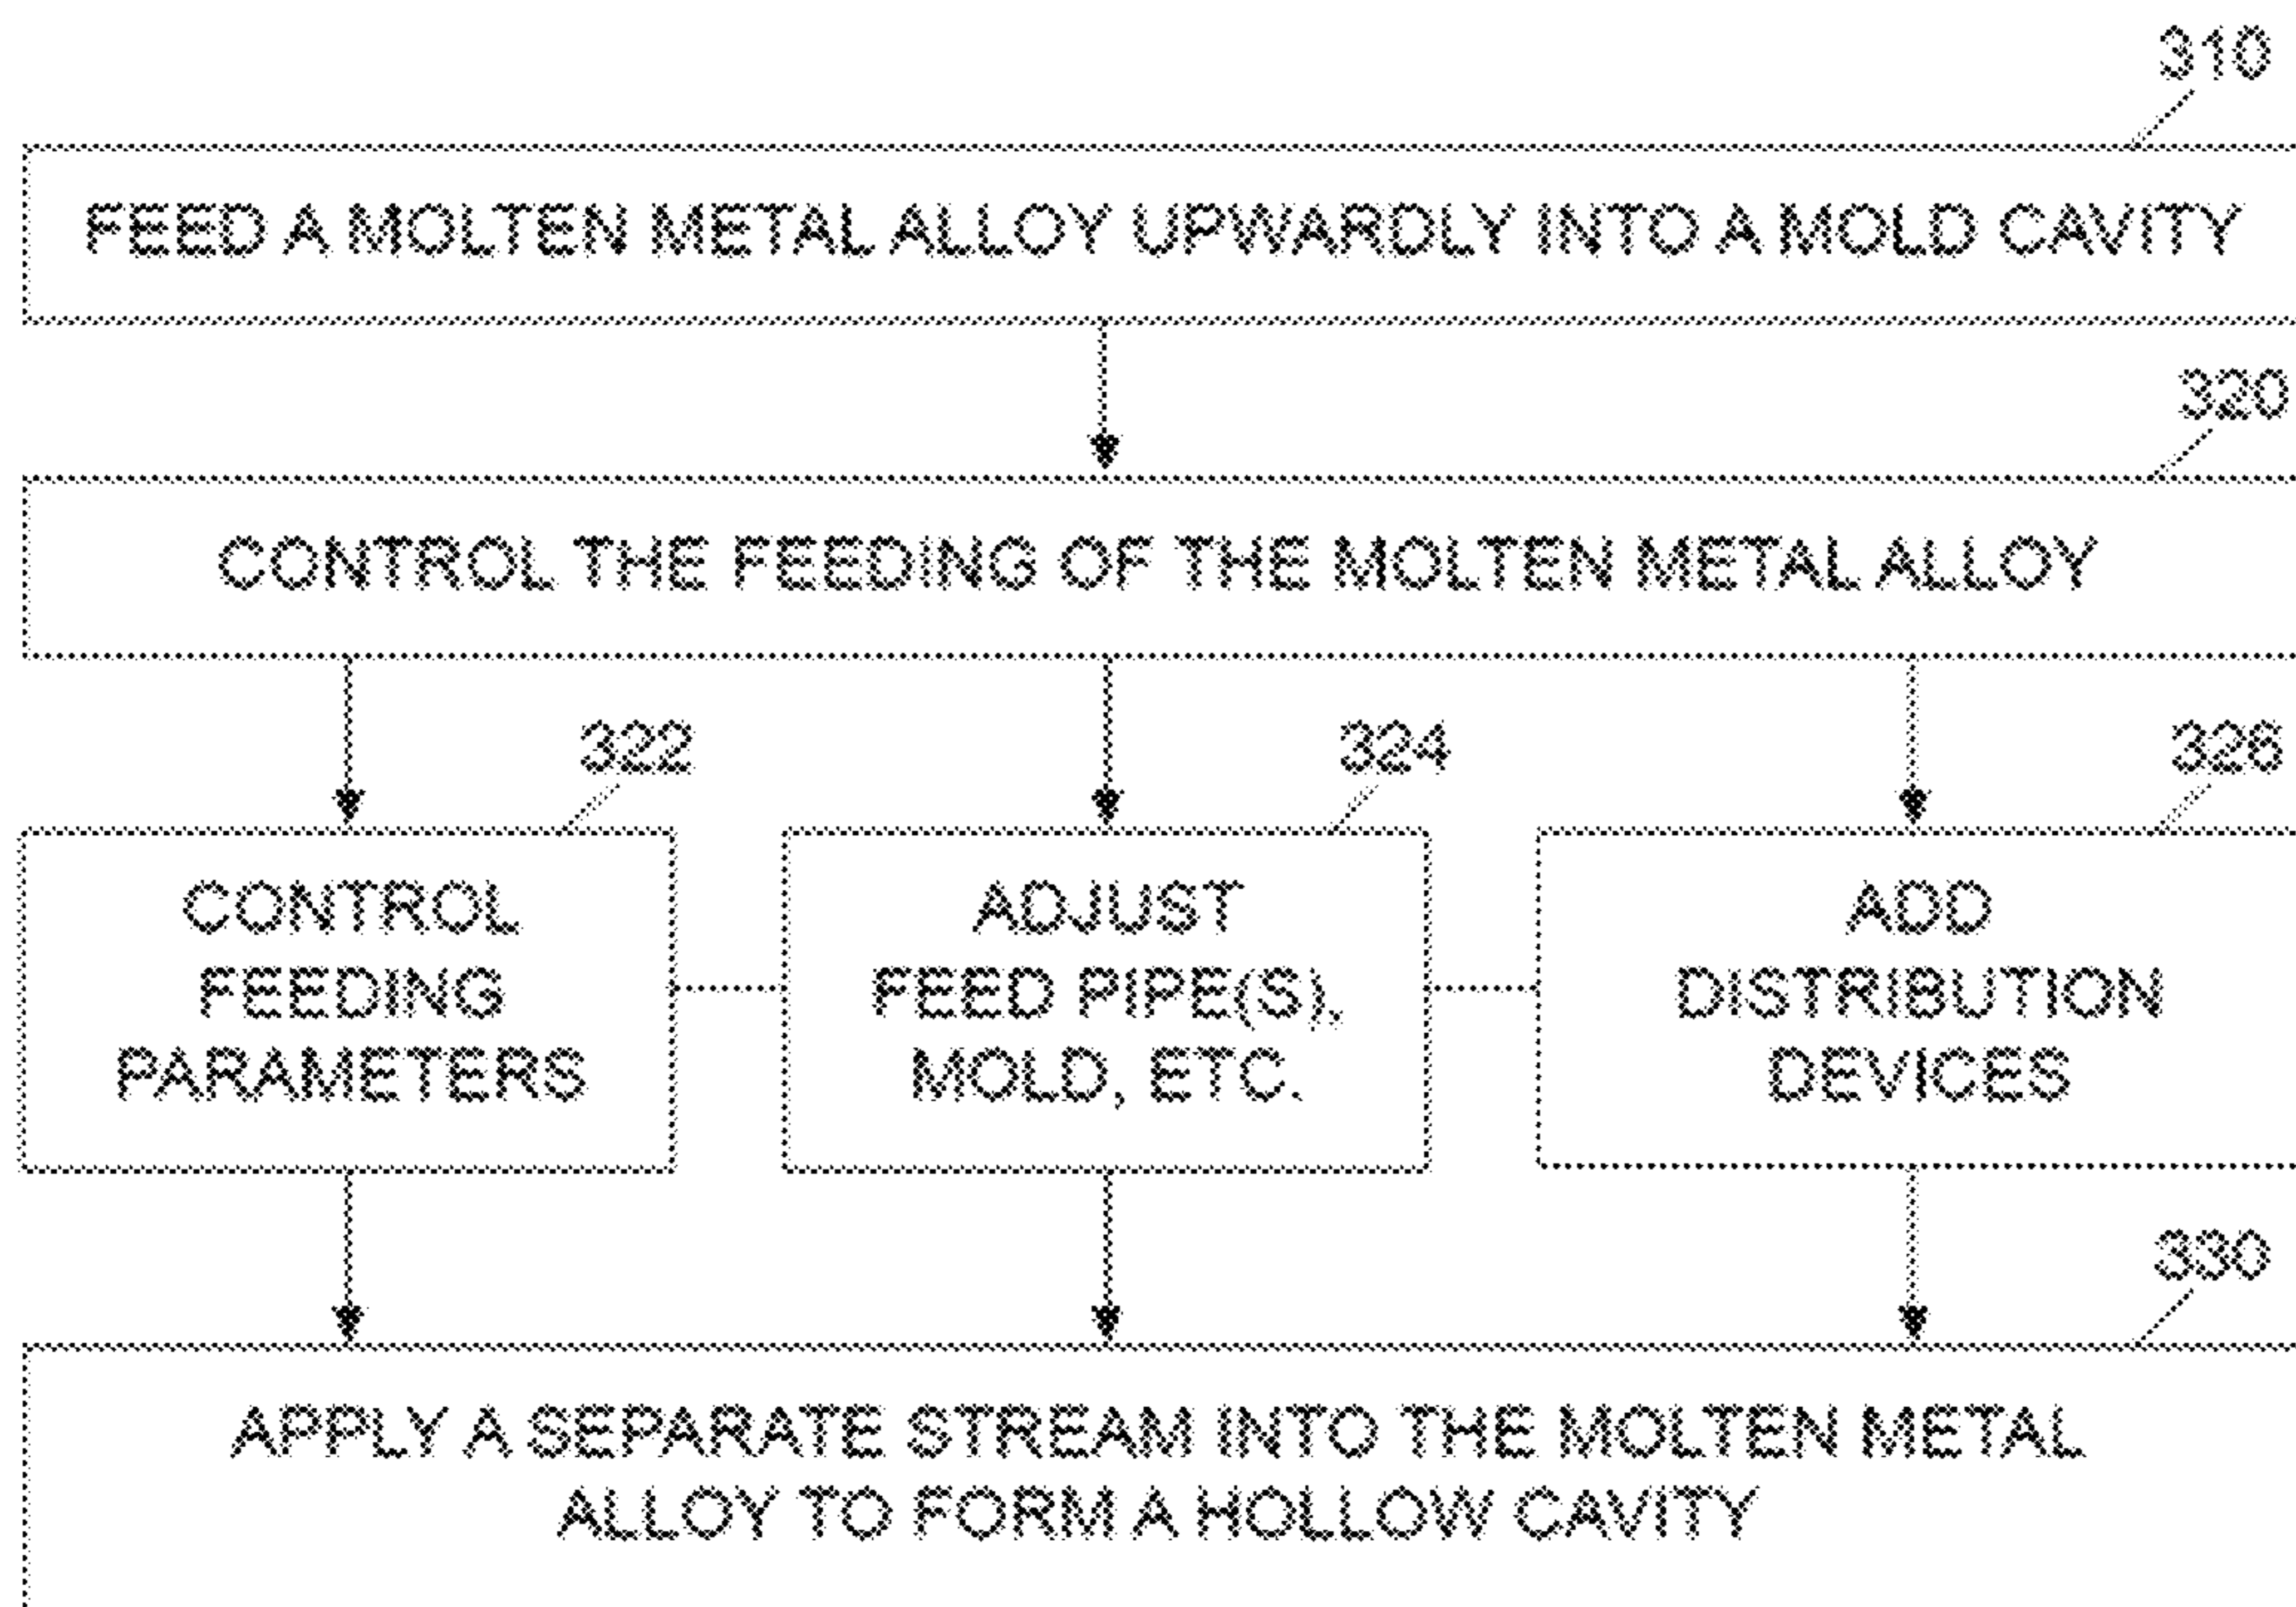 310
FEED A MOLTEN METAL ALLOY UPWARDLY INTO A MOLD CAVITY
320
CONTROL THE FEEDING OF THE MOLTEN METAL ALLOY
322
CONTROL
FEEDING
PARAMETERS
324
ADJUST
FEED PIPE(S),
MOLD, ETC.
326
ADD
DISTRIBUTION
DEVICES
330
APPLY A SEPARATE STREAM INTO THE MOLTEN METAL
ALLOY TO FORM A HOLLOW CAVITY